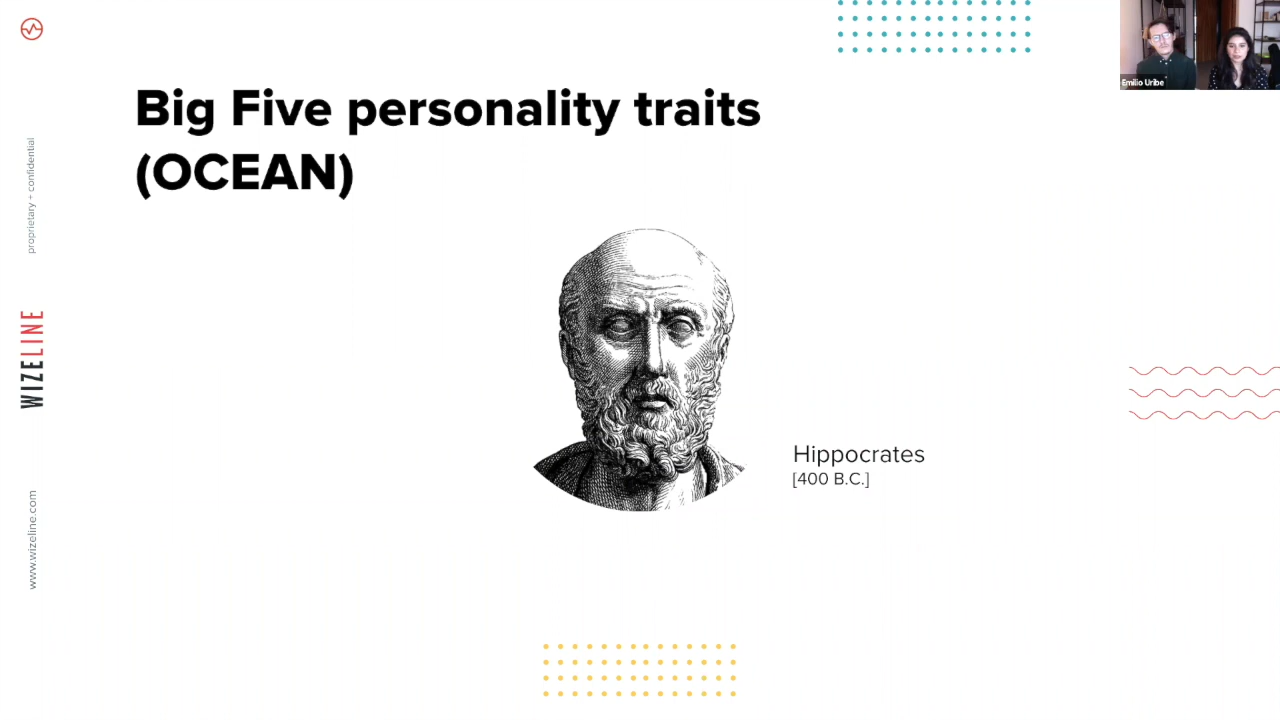 Big Five personality traits
(OCEAN)
Hippocrates
[400 B.C.]
proprietary + confidential
WIZELINE
www.wizeline.com
Emilio Uribe